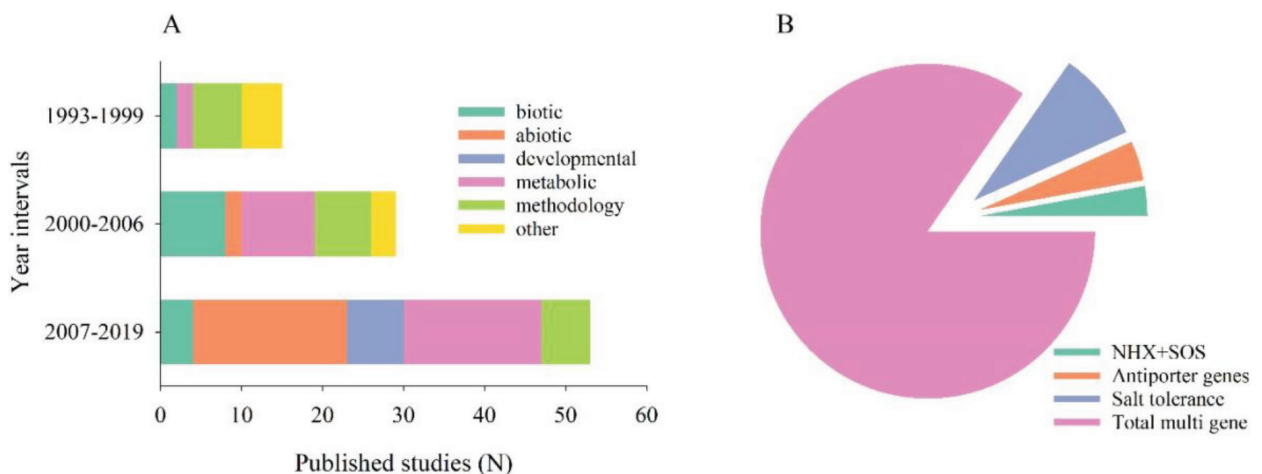 A
Year intervals
1993-1999
2000-2006
2007-2019
biotic
abiotic
developmental
metabolic
methodology
other
0 10 20 30 40 50 60
Published studies (N)
B
NHX+SOS
Antiporter genes
Salt tolerance
Total multi gene